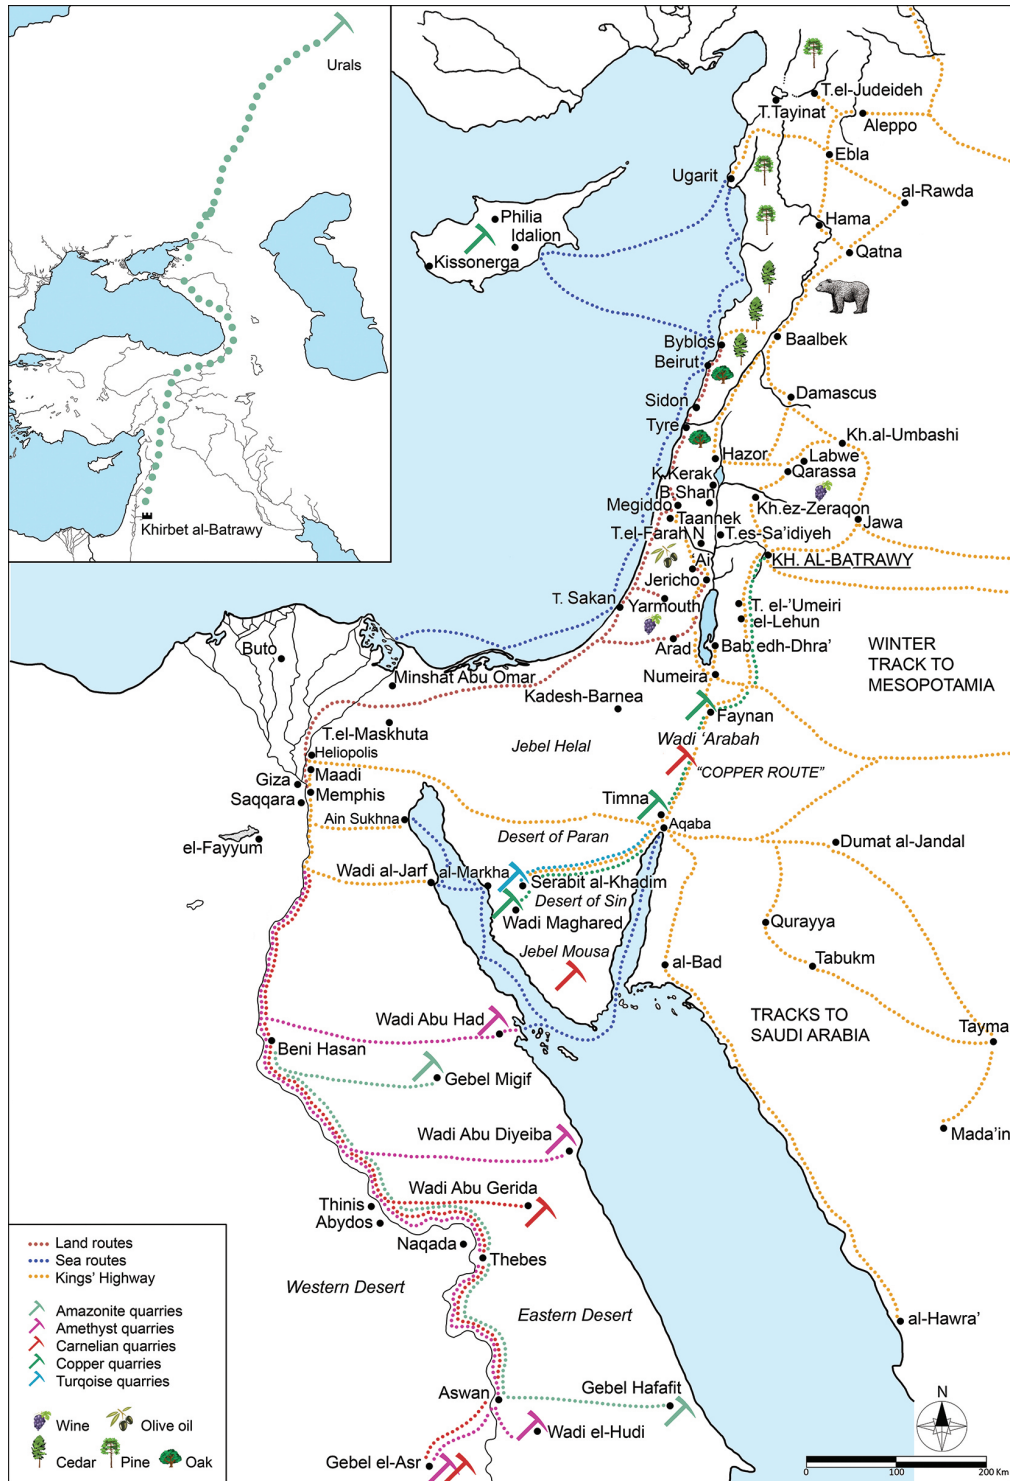 Urals
Khirbet al-Batrawy
T.el-Judeideh
T.Tayinat
Aleppo
Ebla
Ugarit
al-Rawda
Philia
Idalion
Kissonerga
Hama
Qatna
Byblos
Baalbek
Beirut
Damascus
Sidon
Tyre
Kh.al-Umbashi
Hazor
Labwe
Qarassa
K.Kerak
B.Shan
Megiddo
Kh.ez-Zeraqon
Taannek
Jawa
T.el-Farah N
T.es-Sa'idiyeh
Ai
KH. AL-BATRAWY
Jericho
T. Sakan
Yarmouth
T. el-'Umeiri
el-Lehun
Buto
Arad
Bab edh-Dhra'
WINTER
TRACK TO
MESOPOTAMIA
Minshat Abu Omar
Numeira
Kadesh-Barnea
Faynan
T.el-Maskhuta
Jebel Helal
Wadi 'Arabah
Heliopolis
Maadi
"COPPER ROUTE"
Giza
Memphis
Saqqara
Timna
Ain Sukhna
Aqaba
Desert of Paran
el-Fayyum
Dumat al-Jandal
Wadi al-Jarf
al-Markha
Serabit al-Khadim
Desert of Sin
Wadi Maghared
Qurayya
Jebel Mousa
Tabukm
al-Bad
TRACKS TO
SAUDI ARABIA
Wadi Abu Had
Tayma
Beni Hasan
Gebel Migif
Wadi Abu Diyeiba
Mada'in
Wadi Abu Gerida
Thinis
Abydos
Naqada
Thebes
Western Desert
Eastern Desert
al-Hawra'
Aswan
Gebel Hafafit
Wadi el-Hudi
Gebel el-Asr
Land routes
Sea routes
Kings' Highway
Amazonite quarries
Amethyst quarries
Carnelian quarries
Copper quarries
Turqoise quarries
Wine
Olive oil
Cedar
Pine
Oak
N
0 100 200 Km